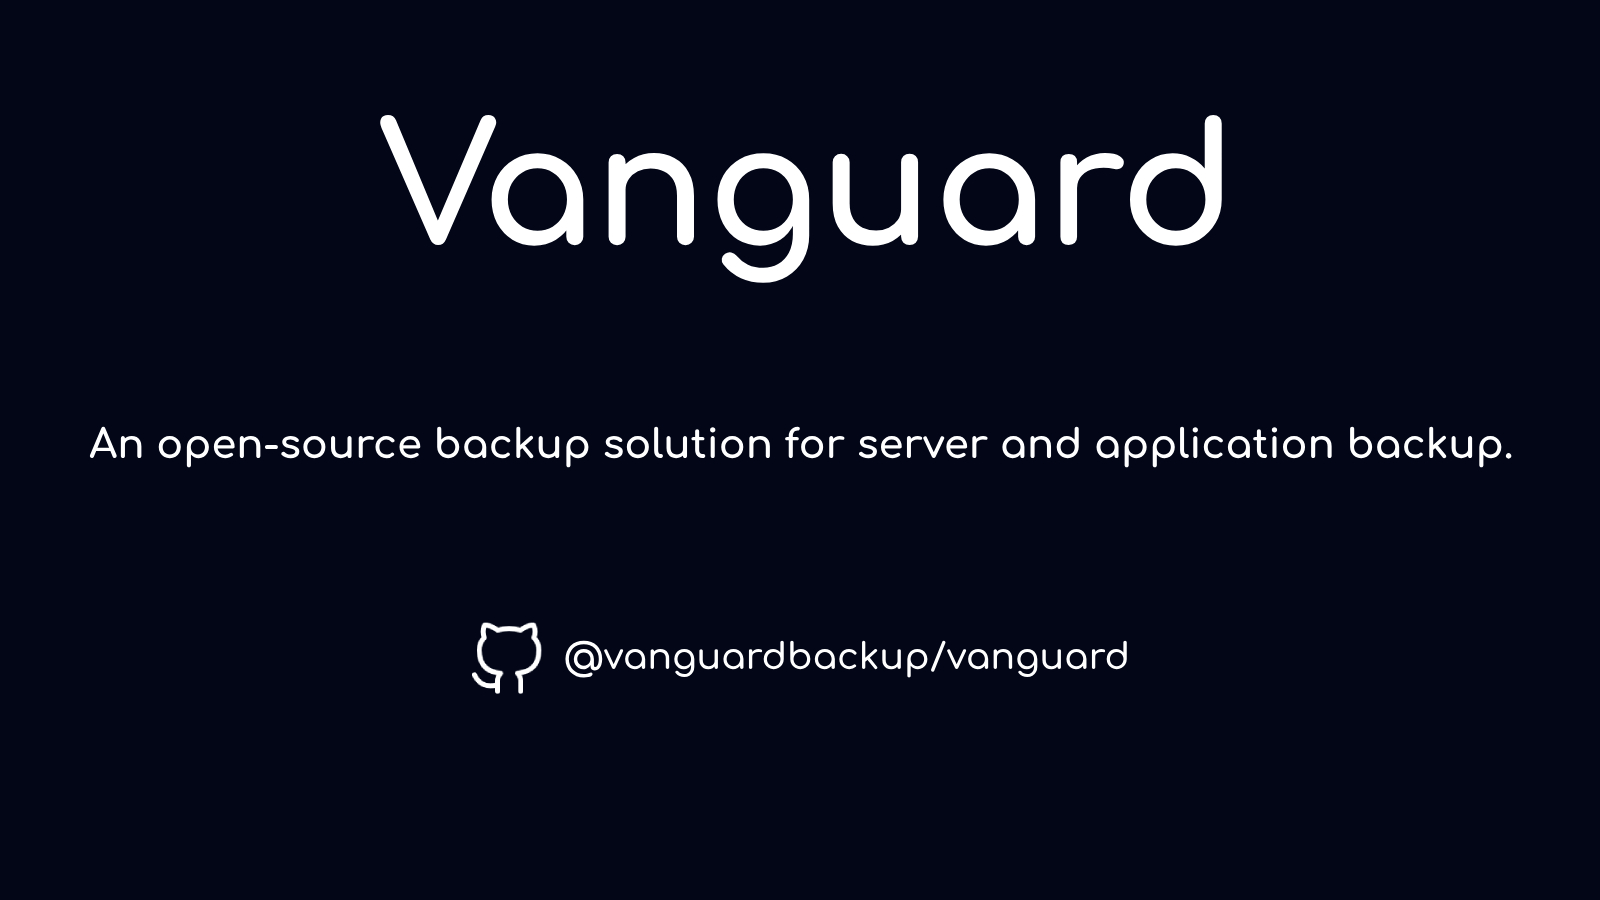 Vanguard
An open-source backup solution for server and application backup.
@vanguardbackup/vanguard